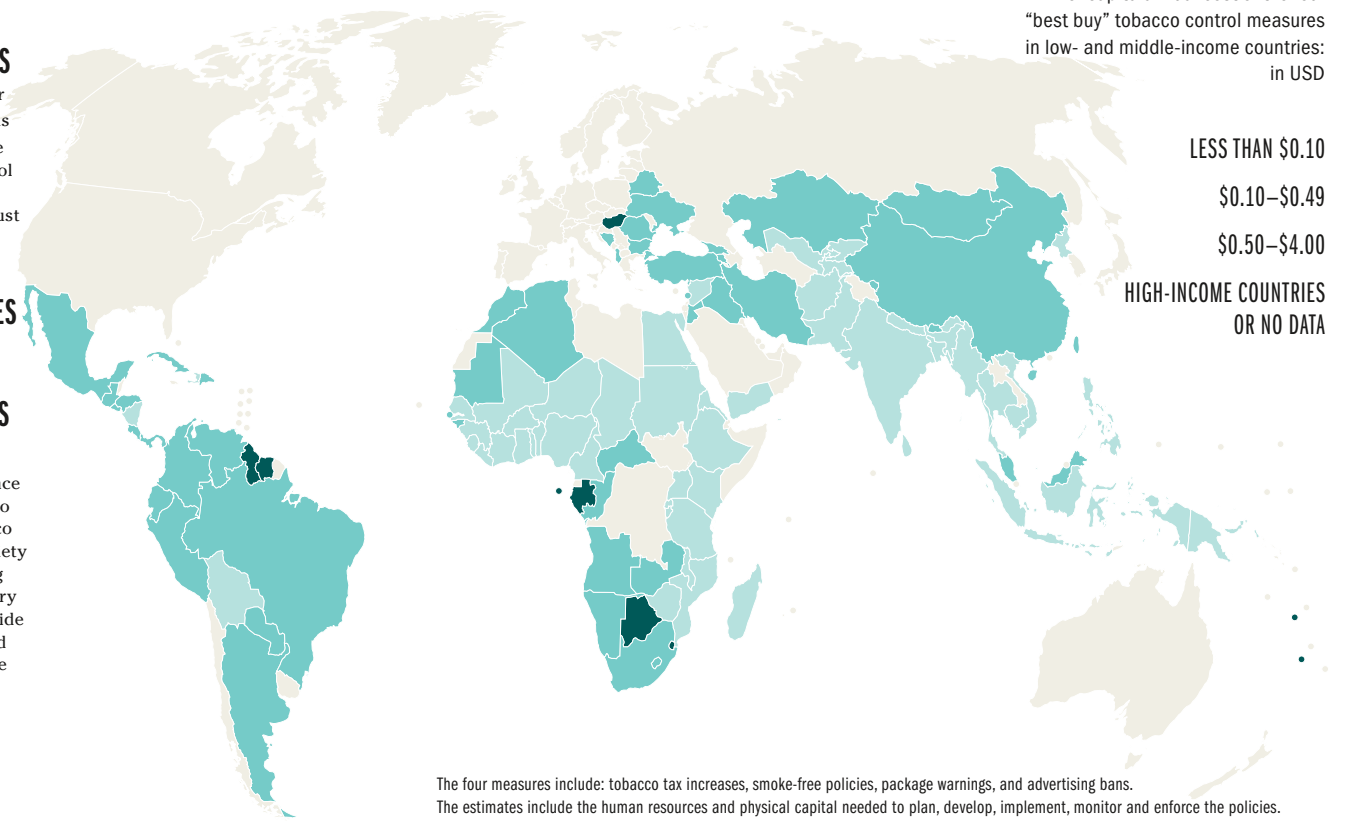 “best buy” tobacco control measures
in low- and middle-income countries:
in USD
LESS THAN $0.10
$0.10–$0.49
$0.50–$4.00
HIGH-INCOME COUNTRIES
OR NO DATA
The four measures include: tobacco tax increases, smoke-free policies, package warnings, and advertising bans.
The estimates include the human resources and physical capital needed to plan, develop, implement, monitor and enforce the policies.